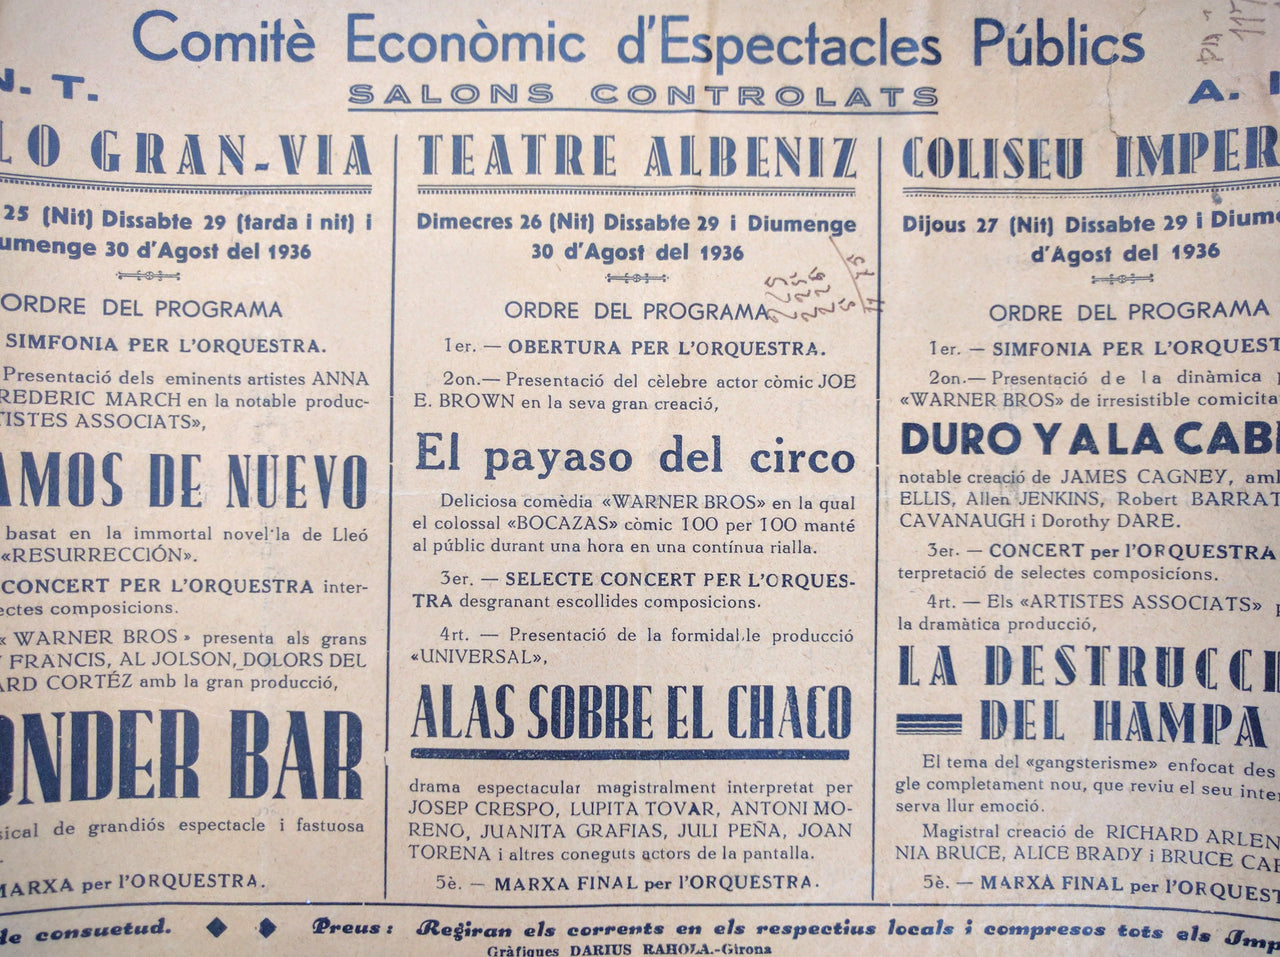 Comitè Econòmic d'Espectacles Públics
N. T.
SALONS CONTROLATS
A.
LO GRAN-VIA
25 (Nit) Dissabte 29 (tarda i nit) i
umenge 30 d'Agost del 1936
ORDRE DEL PROGRAMA
SIMFONIA PER L'ORQUESTRA.
Presentació dels eminents artistes ANNA
REDERIC MARCH en la notable produc-
TISTES ASSOCIATS»,
AMOS DE NUEVO
basat en la immortal novel·la de Lleó
«RESURRECCIÓN».
CONCERT PER L'ORQUESTRA inter-
ectes composicions.
« WARNER BROS » presenta als grans
Y FRANCIS, AL JOLSON, DOLORS DEL
ARD CORTÉZ amb la gran producció,
ONDER BAR
sical de grandiós espectacle i fastuosa
MARXA per l'ORQUESTRA.
TEATRE ALBENIZ
Dimecres 26 (Nit) Dissabte 29 i Diumenge
30 d'Agost del 1936
ORDRE DEL PROGRAMA
1er. — OBERTURA PER L'ORQUESTRA.
2on.— Presentació del cèlebre actor còmic JOE
E. BROWN en la seva gran creació,
El payaso del circo
Deliciosa comèdia «WARNER BROS» en la qual
el colossal «BOCAZAS» còmic 100 per 100 manté
al públic durant una hora en una contínua rialla.
3er. — SELECTE CONCERT PER L'ORQUES-
TRA desgranant escollides composicions.
4rt. — Presentació de la formidable producció
«UNIVERSAL»,
ALAS SOBRE EL CHACO
drama espectacular magistralment interpretat per
JOSEP CRESPO, LUPITA TOVAR, ANTONI MO-
RENO, JUANITA GRAFIAS, JULI PEÑA, JOAN
TORENA i altres coneguts actors de la pantalla.
5è. — MARXA FINAL per l'ORQUESTRA.
COLISEU IMPER
Dijous 27 (Nit) Dissabte 29 i Diume
d'Agost del 1936
ORDRE DEL PROGRAMA
1er. — SIMFONIA PER L'ORQUEST
2on.— Presentació de la dinàmica
«WARNER BROS» de irresistible comicita
DURO Y A LA CABE
notable creació de JAMES CAGNEY, amb
ELLIS, Allen JENKINS, Robert BARRAT
CAVANAUGH i Dorothy DARE.
3er. — CONCERT per l'ORQUESTRA
terpretació de selectes composicions.
4rt. — Els «ARTISTES ASSOCIATS» p
la dramàtica producció,
LA DESTRUCCI
DEL HAMPA
El tema del «gangsterisme» enfocat des
gle completament nou, que reviu el seu inte
serva llur emoció.
Magistral creació de RICHARD ARLEN
NIA BRUCE, ALICE BRADY i BRUCE CAB
5è. — MARXA FINAL per l'ORQUEST
de consuetud. ◆ ◆ Preus: Regiran els corrents en els respectius locals i compresos tots els Imp
Gràfiques DARIUS RAHOLA.-Girona